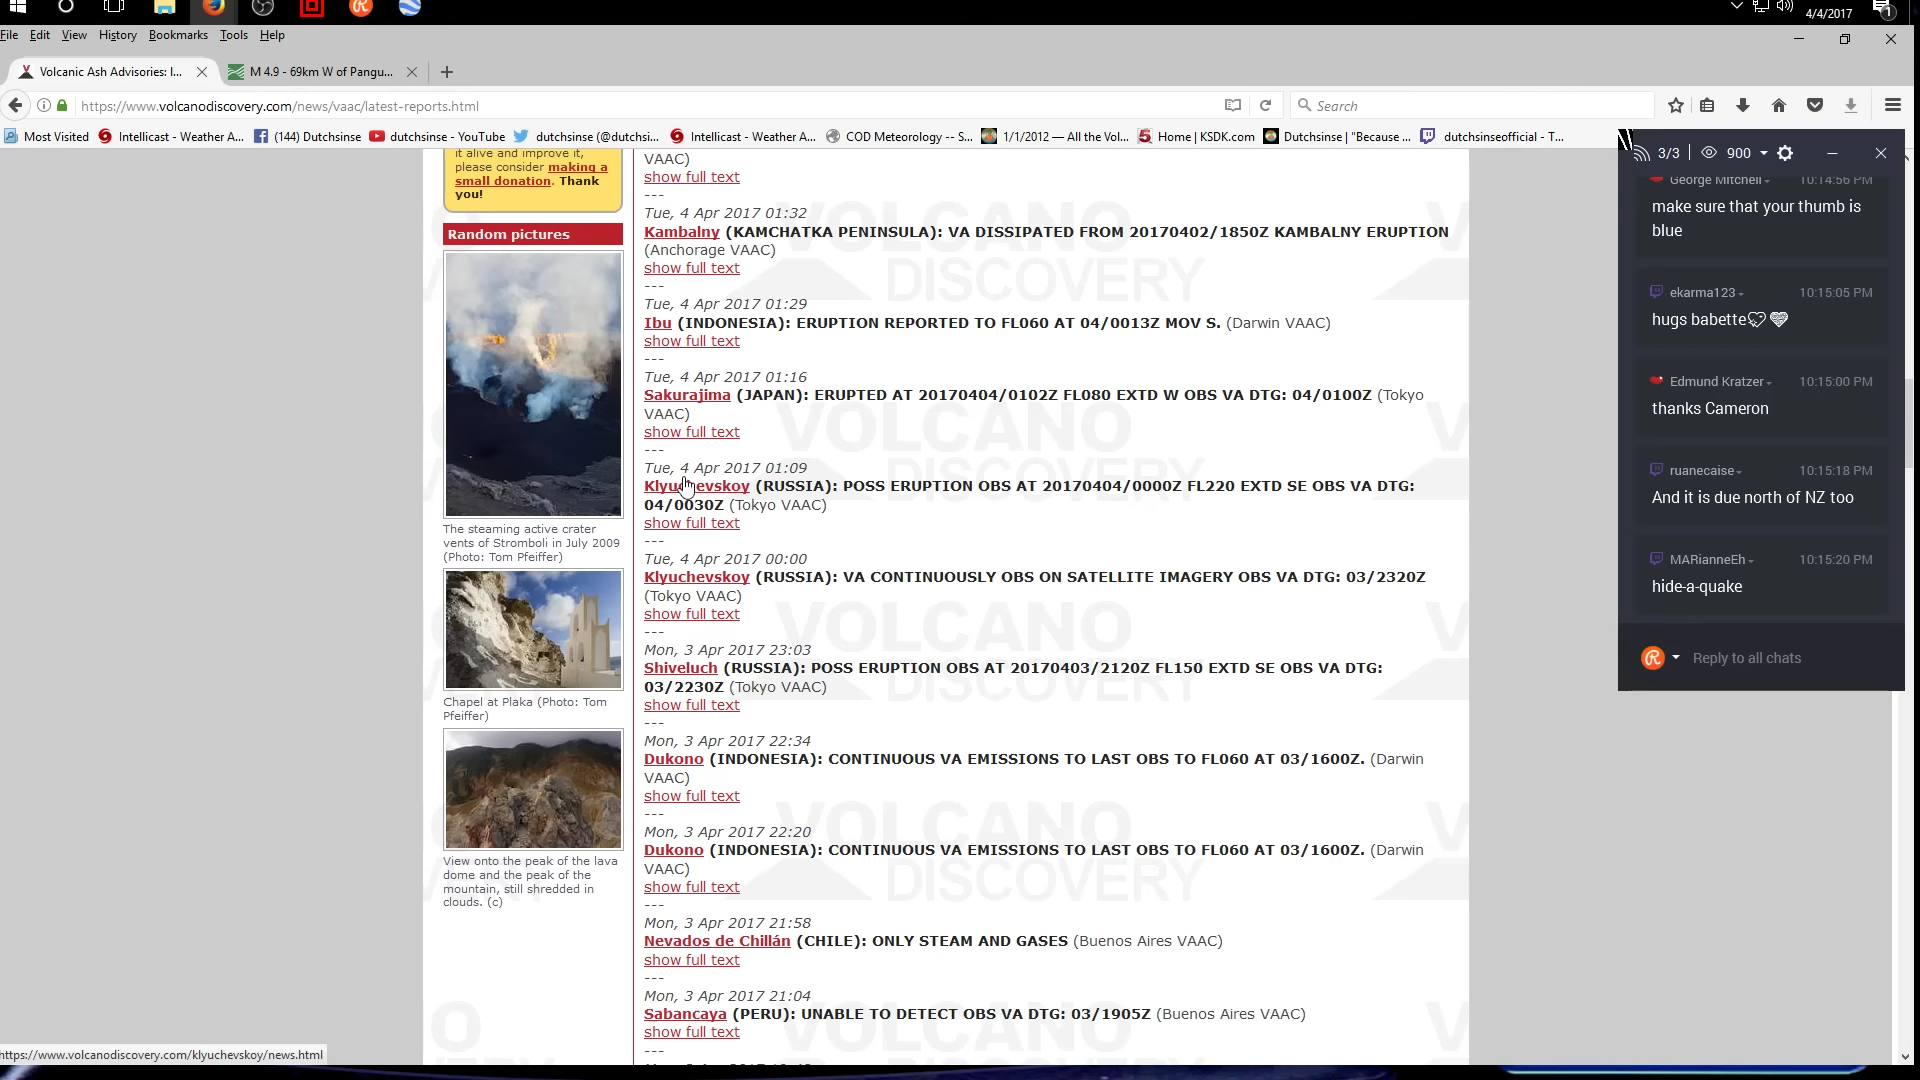 4/4/2017
1
File Edit View History Bookmarks Tools Help
Volcanic Ash Advisories: I...
M 4.9 - 69km W of Pangu...
https://www.volcanodiscovery.com/news/vaac/latest-reports.html
Search
Most Visited
Intellicast - Weather A...
(144) Dutchsinse
dutchsinse - YouTube
dutchsinse (@dutchsi...
Intellicast - Weather A...
COD Meteorology -- S...
1/1/2012 — All the Vol...
Home | KSDK.com
Dutchsinse | "Because ...
dutchsinseofficial - T...
it alive and improve it,
please consider making a
small donation. Thank
you!
Random pictures
The steaming active crater
vents of Stromboli in July 2009
(Photo: Tom Pfeiffer)
Chapel at Plaka (Photo: Tom
Pfeiffer)
View onto the peak of the lava
dome and the peak of the
mountain, still shredded in
clouds. (c)
VAAC)
show full text
---
Tue, 4 Apr 2017 01:32
Kambalny (KAMCHATKA PENINSULA): VA DISSIPATED FROM 20170402/1850Z KAMBALNY ERUPTION
(Anchorage VAAC)
show full text
---
Tue, 4 Apr 2017 01:29
Ibu (INDONESIA): ERUPTION REPORTED TO FL060 AT 04/0013Z MOV S. (Darwin VAAC)
show full text
---
Tue, 4 Apr 2017 01:16
Sakurajima (JAPAN): ERUPTED AT 20170404/0102Z FL080 EXTD W OBS VA DTG: 04/0100Z (Tokyo
VAAC)
show full text
---
Tue, 4 Apr 2017 01:09
Klyuchevskoy (RUSSIA): POSS ERUPTION OBS AT 20170404/0000Z FL220 EXTD SE OBS VA DTG:
04/0030Z (Tokyo VAAC)
show full text
---
Tue, 4 Apr 2017 00:00
Klyuchevskoy (RUSSIA): VA CONTINUOUSLY OBS ON SATELLITE IMAGERY OBS VA DTG: 03/2320Z
(Tokyo VAAC)
show full text
---
Mon, 3 Apr 2017 23:03
Shiveluch (RUSSIA): POSS ERUPTION OBS AT 20170403/2120Z FL150 EXTD SE OBS VA DTG:
03/2230Z (Tokyo VAAC)
show full text
---
Mon, 3 Apr 2017 22:34
Dukono (INDONESIA): CONTINUOUS VA EMISSIONS TO LAST OBS TO FL060 AT 03/1600Z. (Darwin
VAAC)
show full text
---
Mon, 3 Apr 2017 22:20
Dukono (INDONESIA): CONTINUOUS VA EMISSIONS TO LAST OBS TO FL060 AT 03/1600Z. (Darwin
VAAC)
show full text
---
Mon, 3 Apr 2017 21:58
Nevados de Chillán (CHILE): ONLY STEAM AND GASES (Buenos Aires VAAC)
show full text
---
Mon, 3 Apr 2017 21:04
Sabancaya (PERU): UNABLE TO DETECT OBS VA DTG: 03/1905Z (Buenos Aires VAAC)
show full text
---
VOLCANO
DISCOVERY
VOLCANO
DISCOVERY
VOLCANO
DISCOVERY
VOLCANO
DISCOVERY
VOLCANO
DISCOVERY
https://www.volcanodiscovery.com/klyuchevskoy/news.html
3/3 900
George Mitchell 10:14:56 PM
make sure that your thumb is
blue
ekarma123 10:15:05 PM
hugs babette
Edmund Kratzer 10:15:00 PM
thanks Cameron
ruanecaise 10:15:18 PM
And it is due north of NZ too
MARianneEh 10:15:20 PM
hide-a-quake
Reply to all chats